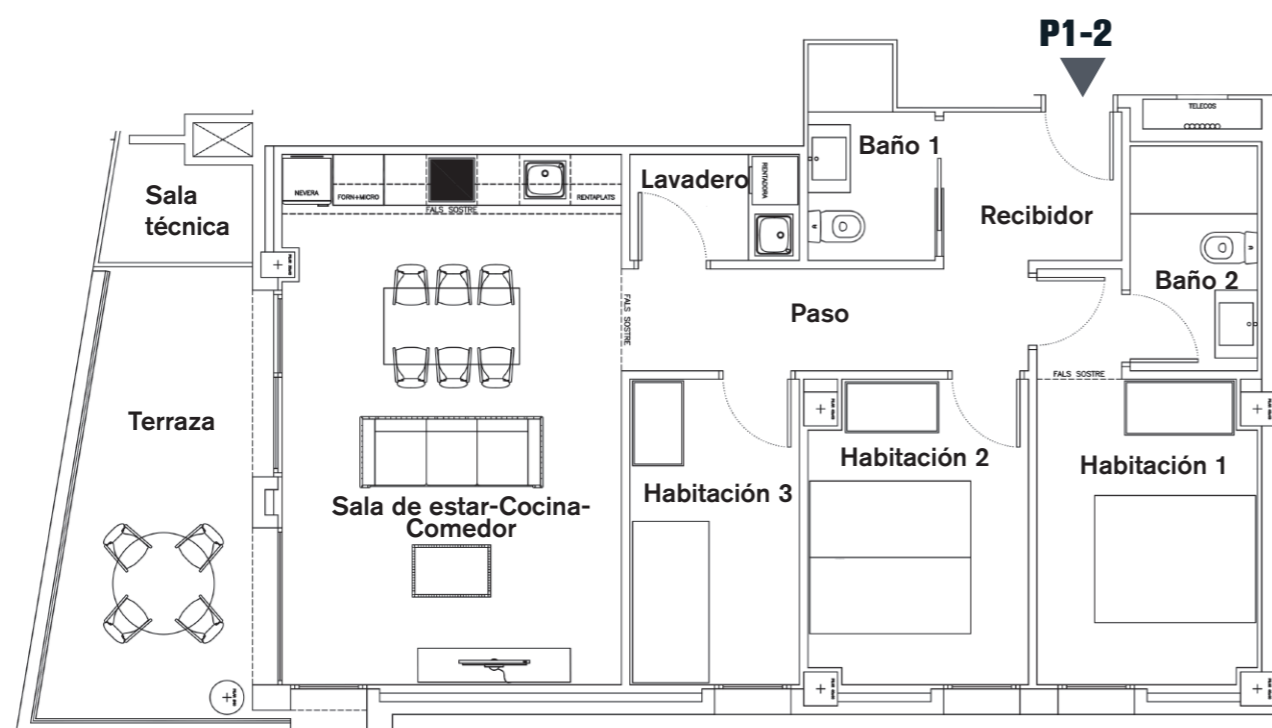 P1-2
TELECOS
Baño 1
Lavadero
RENTADORA
Sala
técnica
NEVERA
FORN+MICRO
RENTAPLATS
FALS SOSTRE
Recibidor
Baño 2
Paso
FALS SOSTRE
FALS SOSTRE
Terraza
Habitación 2
Habitación 1
Habitación 3
Sala de estar-Cocina-
Comedor